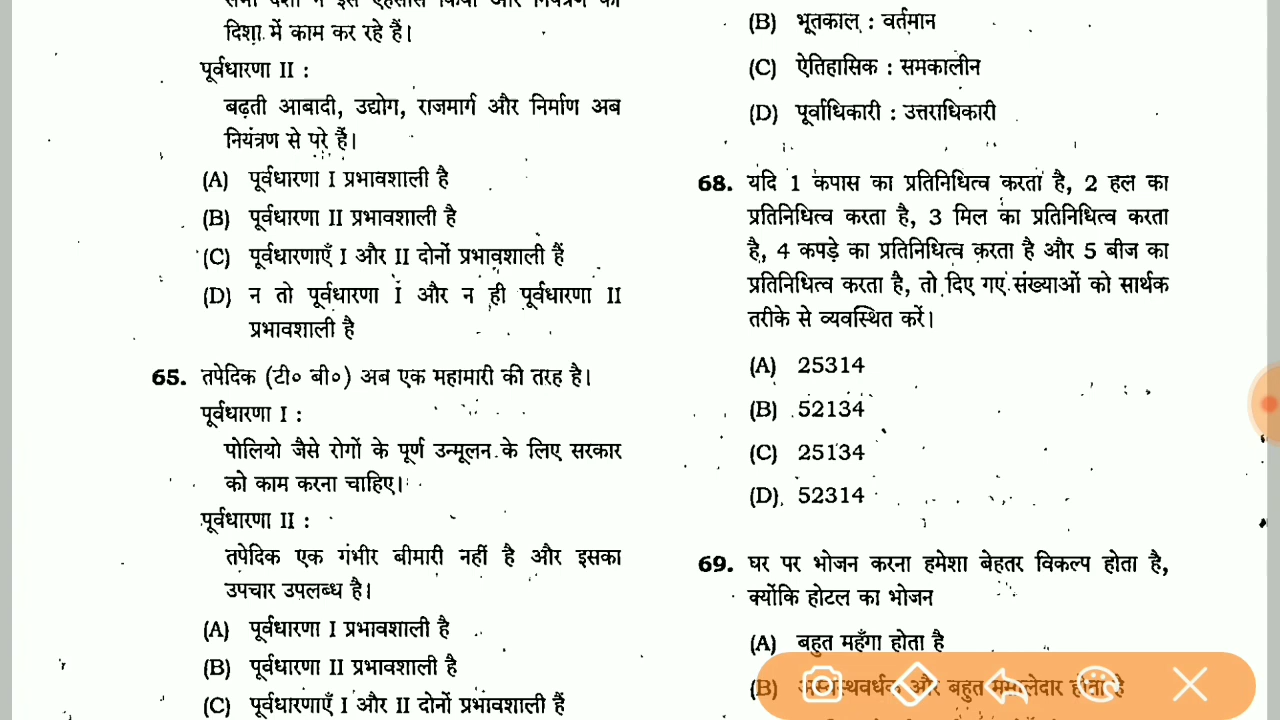 दिशा में काम कर रहे हैं।
पूर्वधारणा II :
बढ़ती आबादी, उद्योग, राजमार्ग और निर्माण अब
नियंत्रण से परे हैं।
(A) पूर्वधारणा I प्रभावशाली है
(B) पूर्वधारणा II प्रभावशाली है
(C) पूर्वधारणाएँ I और II दोनों प्रभावशाली हैं
(D) न तो पूर्वधारणा I और न ही पूर्वधारणा II
प्रभावशाली है
65. तपेदिक (टी० बी०) अब एक महामारी की तरह है।
पूर्वधारणा I :
पोलियो जैसे रोगों के पूर्ण उन्मूलन के लिए सरकार
को काम करना चाहिए।
पूर्वधारणा II :
तपेदिक एक गंभीर बीमारी नहीं है और इसका
उपचार उपलब्ध है।
(A) पूर्वधारणा I प्रभावशाली है
(B) पूर्वधारणा II प्रभावशाली है
(C) पूर्वधारणाएँ I और II दोनों प्रभावशाली हैं
(B) भूतकाल : वर्तमान
(C) ऐतिहासिक : समकालीन
(D) पूर्वाधिकारी : उत्तराधिकारी
68. यदि 1 कपास का प्रतिनिधित्व करता है, 2 हल का
प्रतिनिधित्व करता है, 3 मिल का प्रतिनिधित्व करता
है, 4 कपड़े का प्रतिनिधित्व करता है और 5 बीज का
प्रतिनिधित्व करता है, तो दिए गए संख्याओं को सार्थक
तरीके से व्यवस्थित करें।
(A) 25314
(B) 52134
(C) 25134
(D) 52314
69. घर पर भोजन करना हमेशा बेहतर विकल्प होता है,
क्योंकि होटल का भोजन
(A) बहुत महँगा होता है
(B) और बहुत मसालेदार होता है